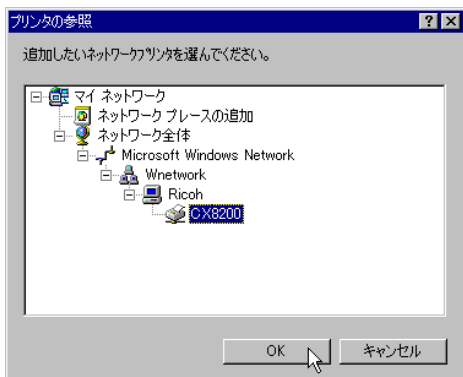 プリンタの参照
追加したいネットワークプリンタを選んでください。
マイ ネットワーク
ネットワーク プレースの追加
ネットワーク全体
Microsoft Windows Network
Wnetwork
Ricoh
CX8200
OK
キャンセル